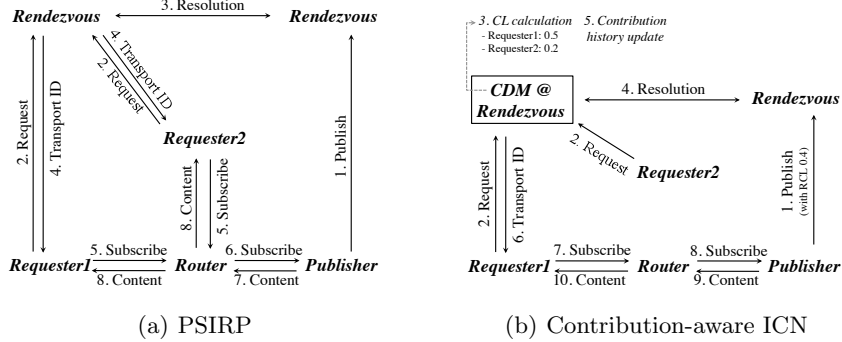 3. Resolution
Rendezvous
Rendezvous
4. Transport ID
2. Request
2. Request
4. Transport ID
Requester2
1. Publish
8. Content
5. Subscribe
5. Subscribe
6. Subscribe
Requester1
Router
Publisher
8. Content
7. Content
(a) PSIRP
3. CL calculation
- Requester1: 0.5
- Requester2: 0.2
5. Contribution
history update
CDM @
Rendezvous
4. Resolution
Rendezvous
2. Request
Requester2
2. Request
6. Transport ID
1. Publish
(with RCL 0.4)
7. Subscribe
8. Subscribe
Requester1
Router
Publisher
10. Content
9. Content
(b) Contribution-aware ICN